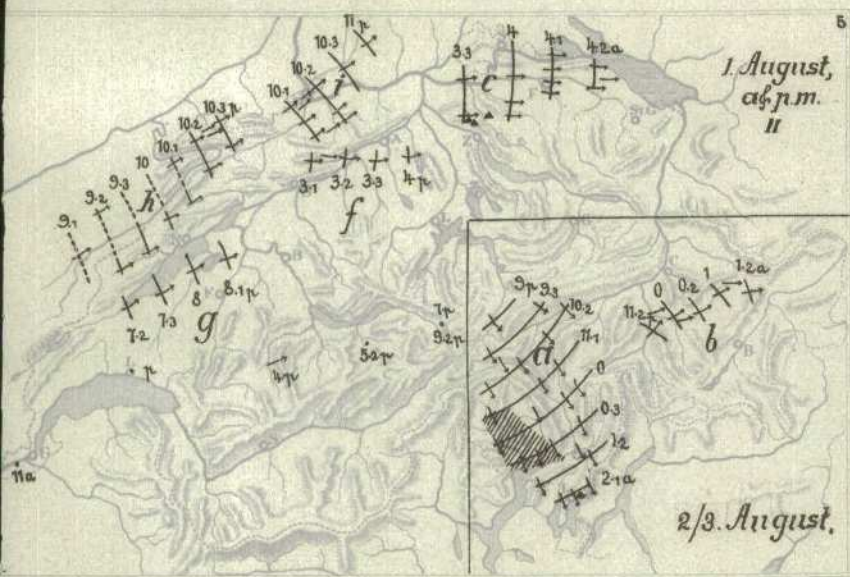 5
1. August,
a & p.m.
II
11 p
10.3
10.2
10.1
i
3.3
4
4.1
4.2a
c
10.3 p
10.2
10.1
10
9.3
9.2
9.1
h
3.1
3.2
3.3
4 p
f
7.2
7.3
8
8.1 p
g
p
4 p
5.2 p
7 p
9.2 p
11a
9 p
9.3
10.2
11.1
a
0
0.3
1.2
2.1a
11.2
0
0.2
1
1.2a
b
2/3. August.